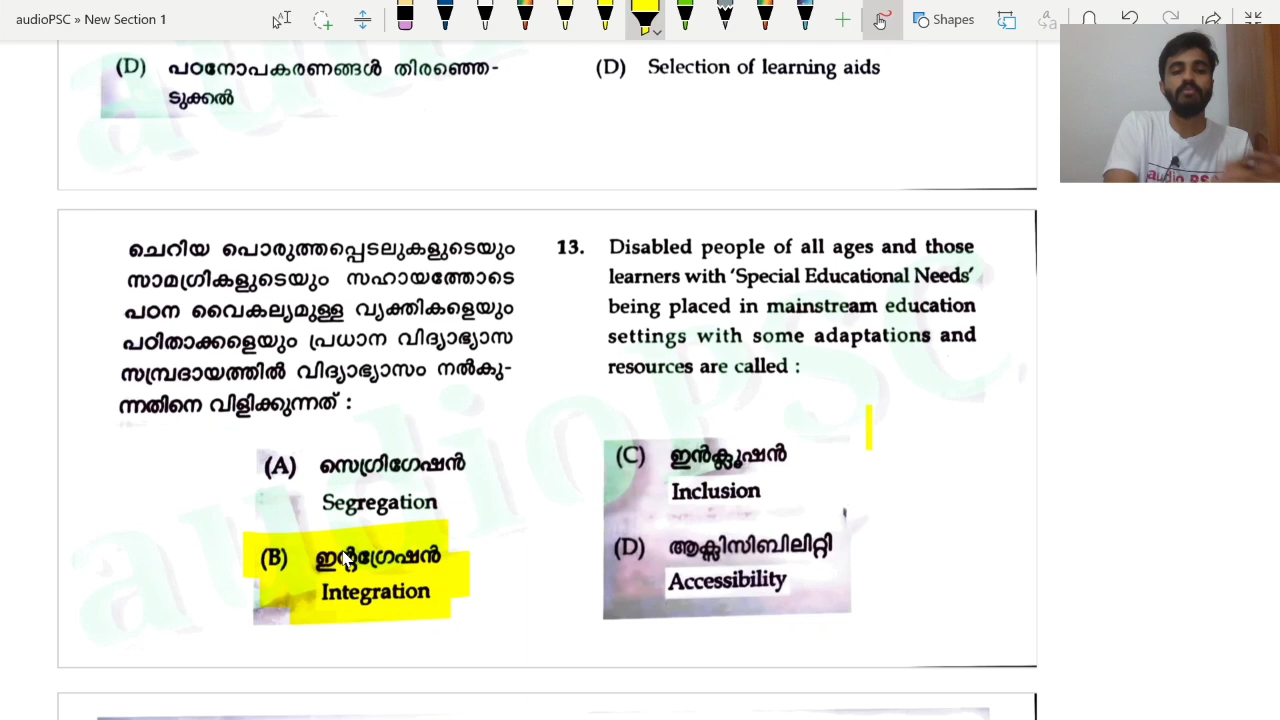 audioPSC » New Section 1
Shapes
(D) പഠനോപകരണങ്ങൾ തിരഞ്ഞെ-
ടുക്കൽ
(D) Selection of learning aids
ചെറിയ പൊരുത്തപ്പെടലുകളുടെയും
സാമഗ്രികളുടെയും സഹായത്തോടെ
പഠന വൈകല്യമുള്ള വ്യക്തികളെയും
പഠിതാക്കളെയും പ്രധാന വിദ്യാഭ്യാസ
സമ്പ്രദായത്തിൽ വിദ്യാഭ്യാസം നൽകു-
ന്നതിനെ വിളിക്കുന്നത് :
13. Disabled people of all ages and those
learners with ‘Special Educational Needs’
being placed in mainstream education
settings with some adaptations and
resources are called :
(A) സെഗ്രിഗേഷൻ
Segregation
(B) ഇന്റഗ്രേഷൻ
Integration
(C) ഇൻക്ലൂഷൻ
Inclusion
(D) ആക്സിസിബിലിറ്റി
Accessibility
audioPSC
audio PSC